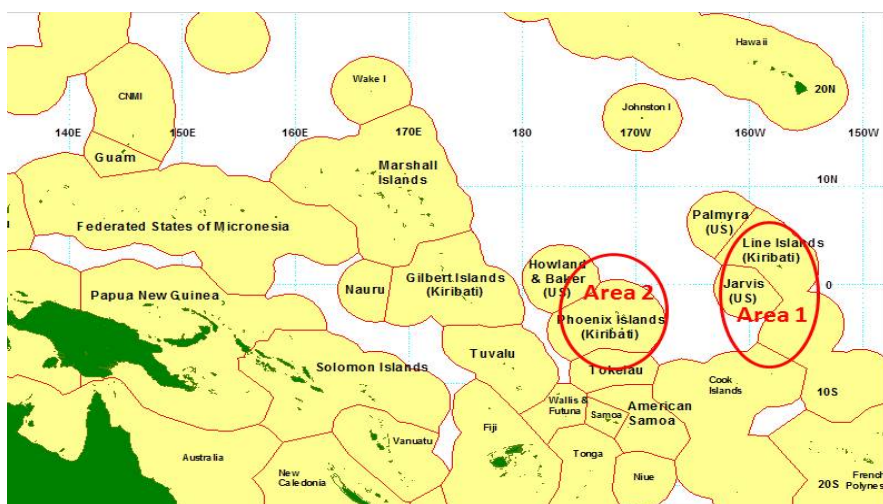 Hawaii
Wake I
CNMI
20N
Johnston I
140E
150E
160E
170E
180
170W
160W
150W
Guam
Marshall
Islands
10N
Palmyra
(US)
Federated States of Micronesia
Line Islands
(Kiribati)
Howland
& Baker
(US)
Gilbert Islands
(Kiribati)
Nauru
Jarvis
(US)
0
Papua New Guinea
Area 2
Area 1
Phoenix Islands
(Kiribati)
Tuvalu
Solomon Islands
Tokelau
Cook
Islands
10S
Wallis &
Futuna
Samoa
American
Samoa
Fiji
Vanuatu
Australia
Tonga
New
Caledonia
Niue
20S
French
Polynes